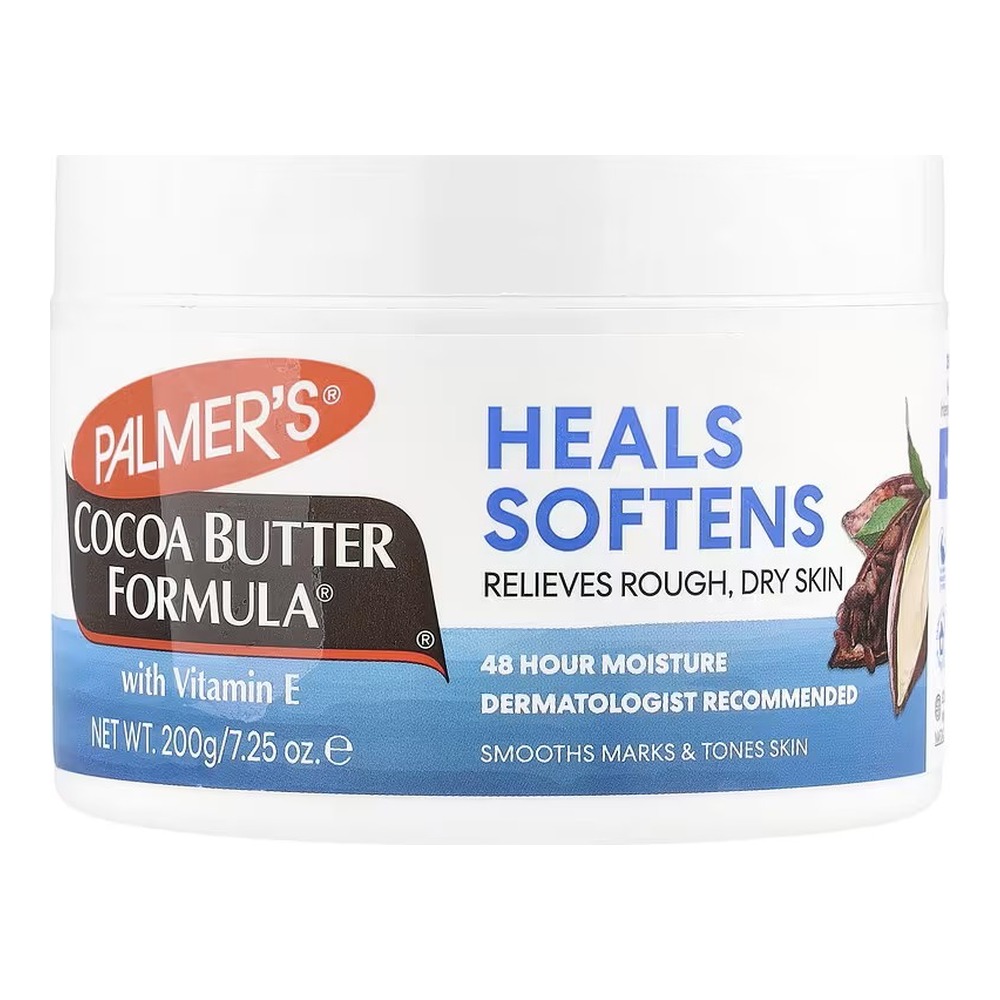 PALMER'S®
COCOA BUTTER
FORMULA®
®
with Vitamin E
NET WT. 200g/7.25 oz. ℮
HEALS
SOFTENS
RELIEVES ROUGH, DRY SKIN
48 HOUR MOISTURE
DERMATOLOGIST RECOMMENDED
SMOOTHS MARKS & TONES SKIN